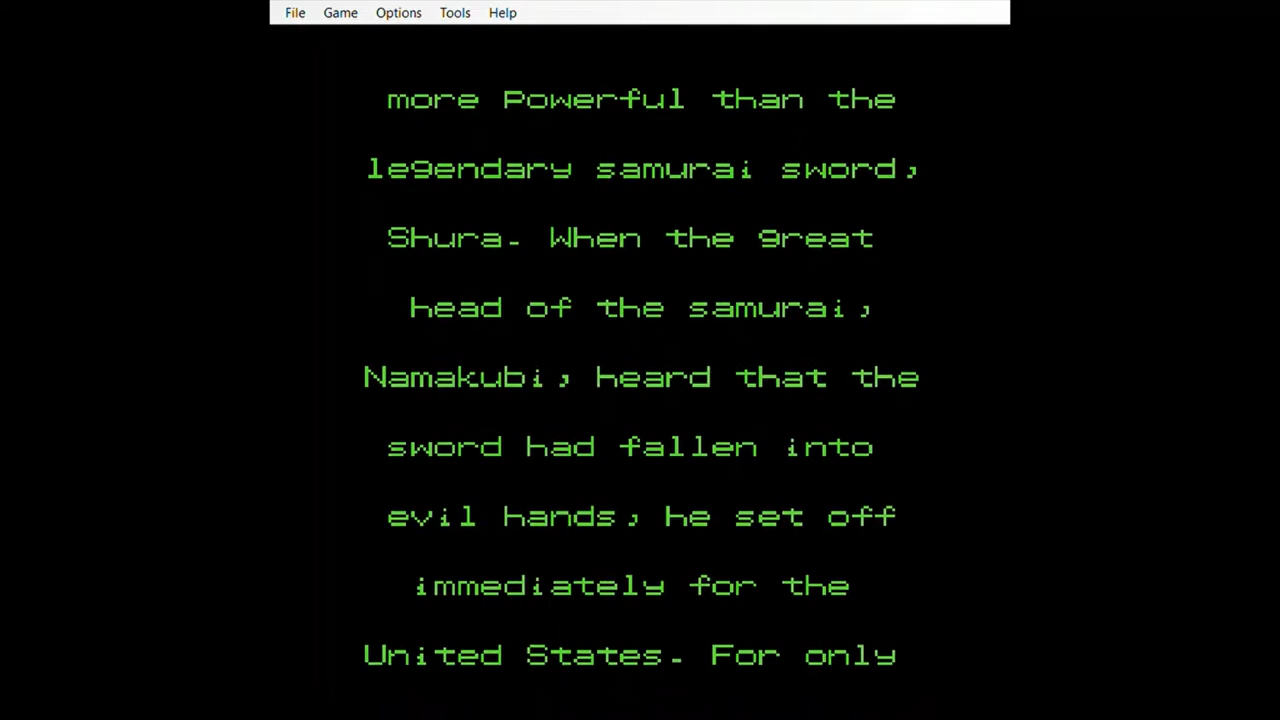 File Game Options Tools Help
more Powerful than the
legendary samurai sword,
Shura. When the great
head of the samurai,
Namakubi, heard that the
sword had fallen into
evil hands, he set off
immediately for the
United States. For only